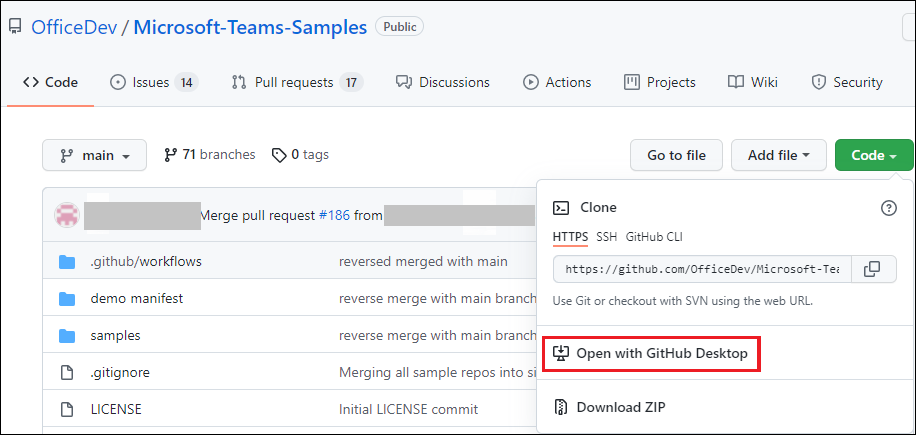 OfficeDev / Microsoft-Teams-Samples Public
Code Issues 14 Pull requests 17 Discussions Actions Projects Wiki Security
main 71 branches 0 tags Go to file Add file Code
Merge pull request #186 from
.github/workflows reversed merged with main
demo manifest reverse merge with main branch
samples reverse merge with main branch
.gitignore Merging all sample repos into si
LICENSE Initial LICENSE commit
Clone
HTTPS SSH GitHub CLI
https://github.com/OfficeDev/Microsoft-Tea
Use Git or checkout with SVN using the web URL.
Open with GitHub Desktop
Download ZIP